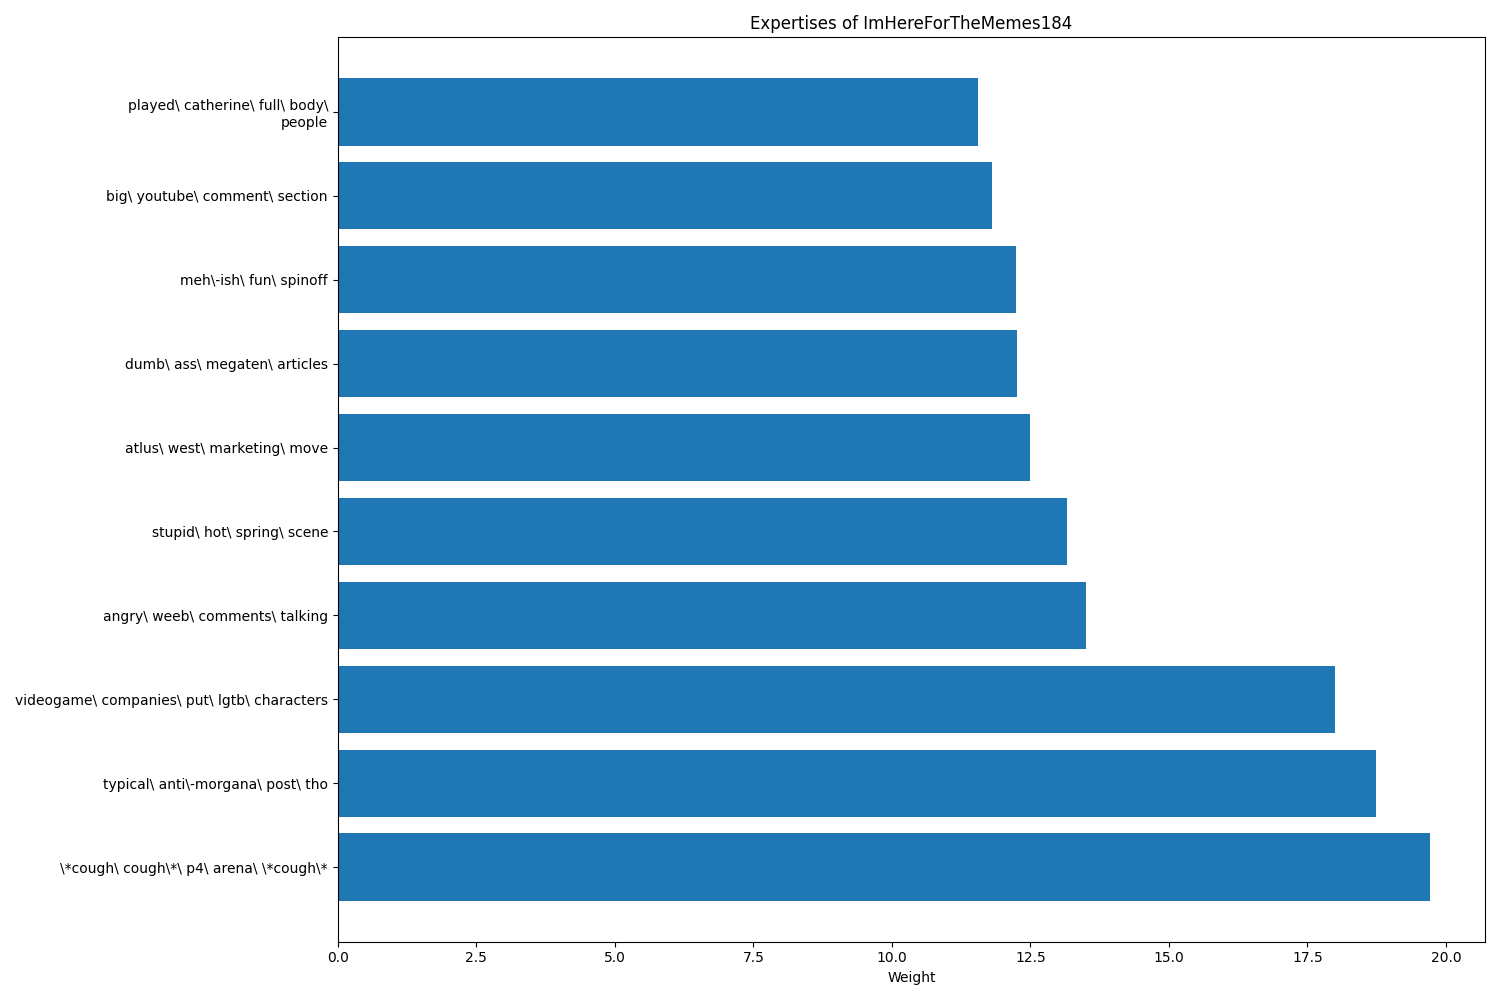 Expertises of ImHereForTheMemes184
played\ catherine\ full\ body\
people
big\ youtube\ comment\ section
meh\-ish\ fun\ spinoff
dumb\ ass\ megaten\ articles
atlus\ west\ marketing\ move
stupid\ hot\ spring\ scene
angry\ weeb\ comments\ talking
videogame\ companies\ put\ lgtb\ characters
typical\ anti\-morgana\ post\ tho
\*cough\ cough\*\ p4\ arena\ \*cough\*
0.0 2.5 5.0 7.5 10.0 12.5 15.0 17.5 20.0
Weight